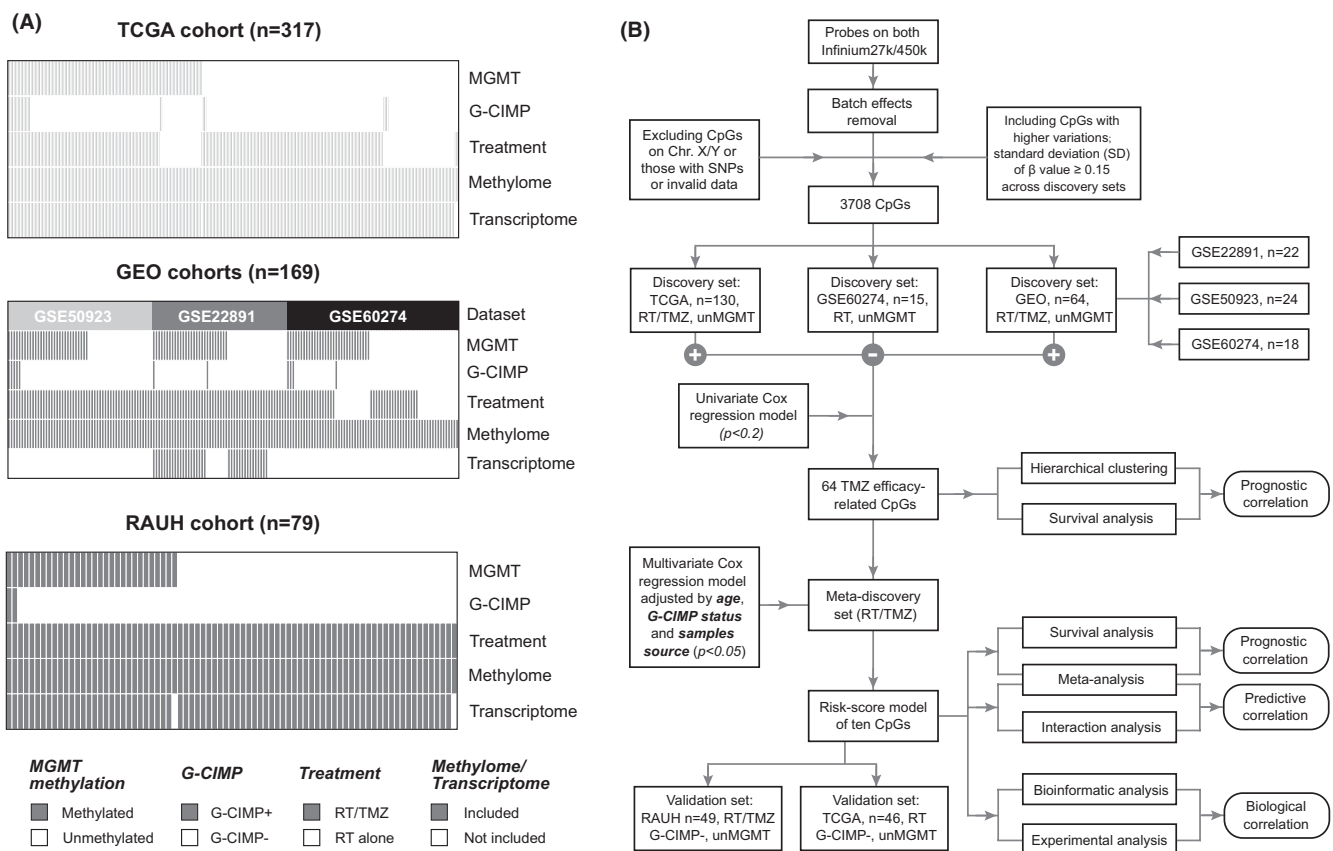 (A)
TCGA cohort (n=317)
MGMT
G-CIMP
Treatment
Methylome
Transcriptome
GEO cohorts (n=169)
GSE50923
GSE22891
GSE60274
Dataset
MGMT
G-CIMP
Treatment
Methylome
Transcriptome
RAUH cohort (n=79)
MGMT
G-CIMP
Treatment
Methylome
Transcriptome
MGMT
methylation
Methylated
Unmethylated
G-CIMP
G-CIMP+
G-CIMP-
Treatment
RT/TMZ
RT alone
Methylome/
Transcriptome
Included
Not included
(B)
Probes on both
Infinium27k/450k
Batch effects
removal
Excluding CpGs
on Chr. X/Y or
those with SNPs
or invalid data
Including CpGs with
higher variations;
standard deviation (SD)
of β value ≥ 0.15
across discovery sets
3708 CpGs
Discovery set:
TCGA, n=130,
RT/TMZ, unMGMT
Discovery set:
GSE60274, n=15,
RT, unMGMT
Discovery set:
GEO, n=64,
RT/TMZ, unMGMT
GSE22891, n=22
GSE50923, n=24
GSE60274, n=18
+
−
+
Univariate Cox
regression model
(p<0.2)
64 TMZ efficacy-
related CpGs
Hierarchical clustering
Survival analysis
Prognostic
correlation
Multivariate Cox
regression model
adjusted by age,
G-CIMP status
and samples
source (p<0.05)
Meta-discovery
set (RT/TMZ)
Risk-score model
of ten CpGs
Survival analysis
Meta-analysis
Interaction analysis
Bioinformatic analysis
Experimental analysis
Prognostic
correlation
Predictive
correlation
Biological
correlation
Validation set:
RAUH n=49, RT/TMZ
G-CIMP-, unMGMT
Validation set:
TCGA, n=46, RT
G-CIMP-, unMGMT